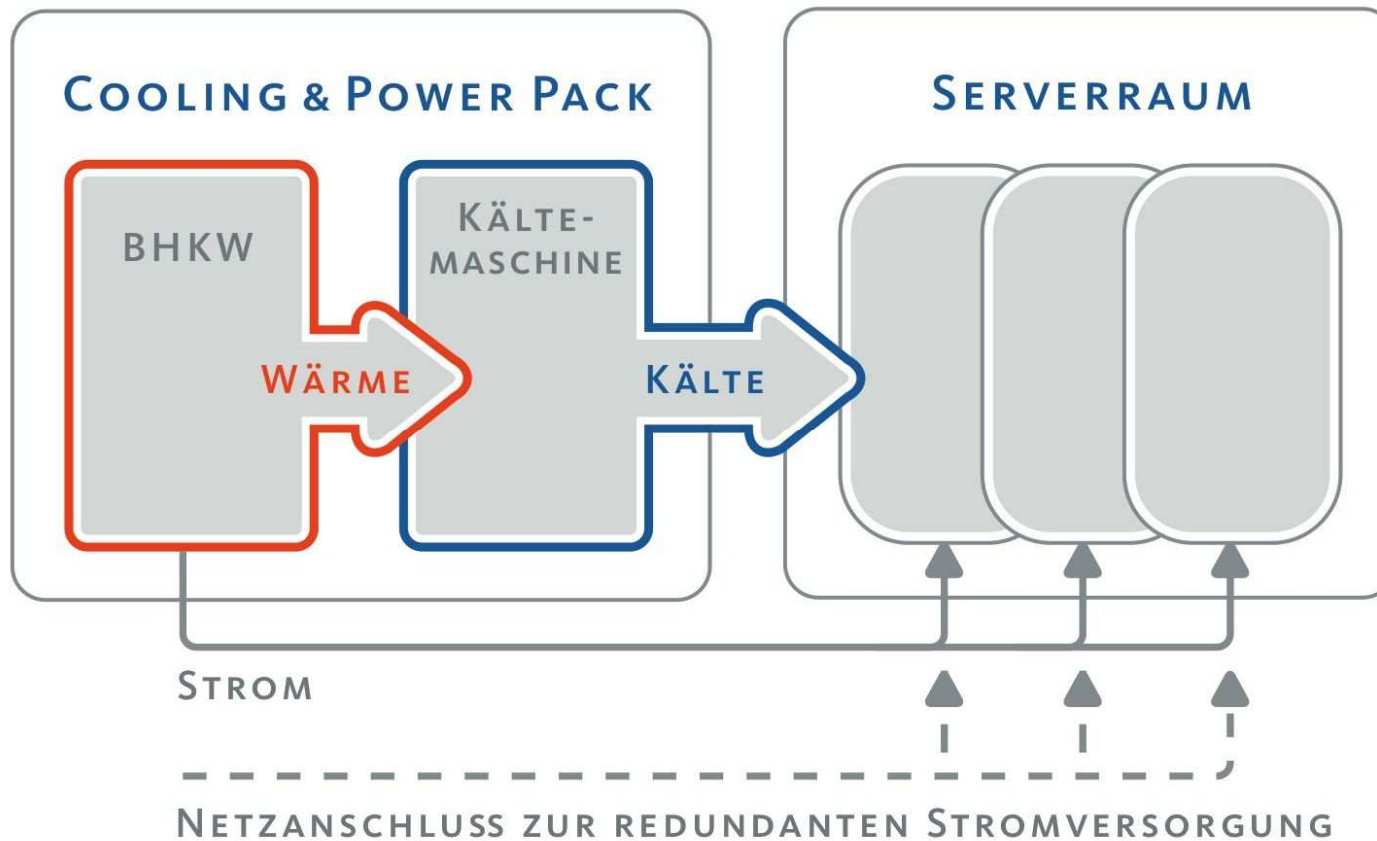 COOLING & POWER PACK
SERVERRAUM
BHKW
KÄLTE-
MASCHINE
WÄRME
KÄLTE
STROM
NETZANSCHLUSS ZUR REDUNDANTEN STROMVERSORGUNG